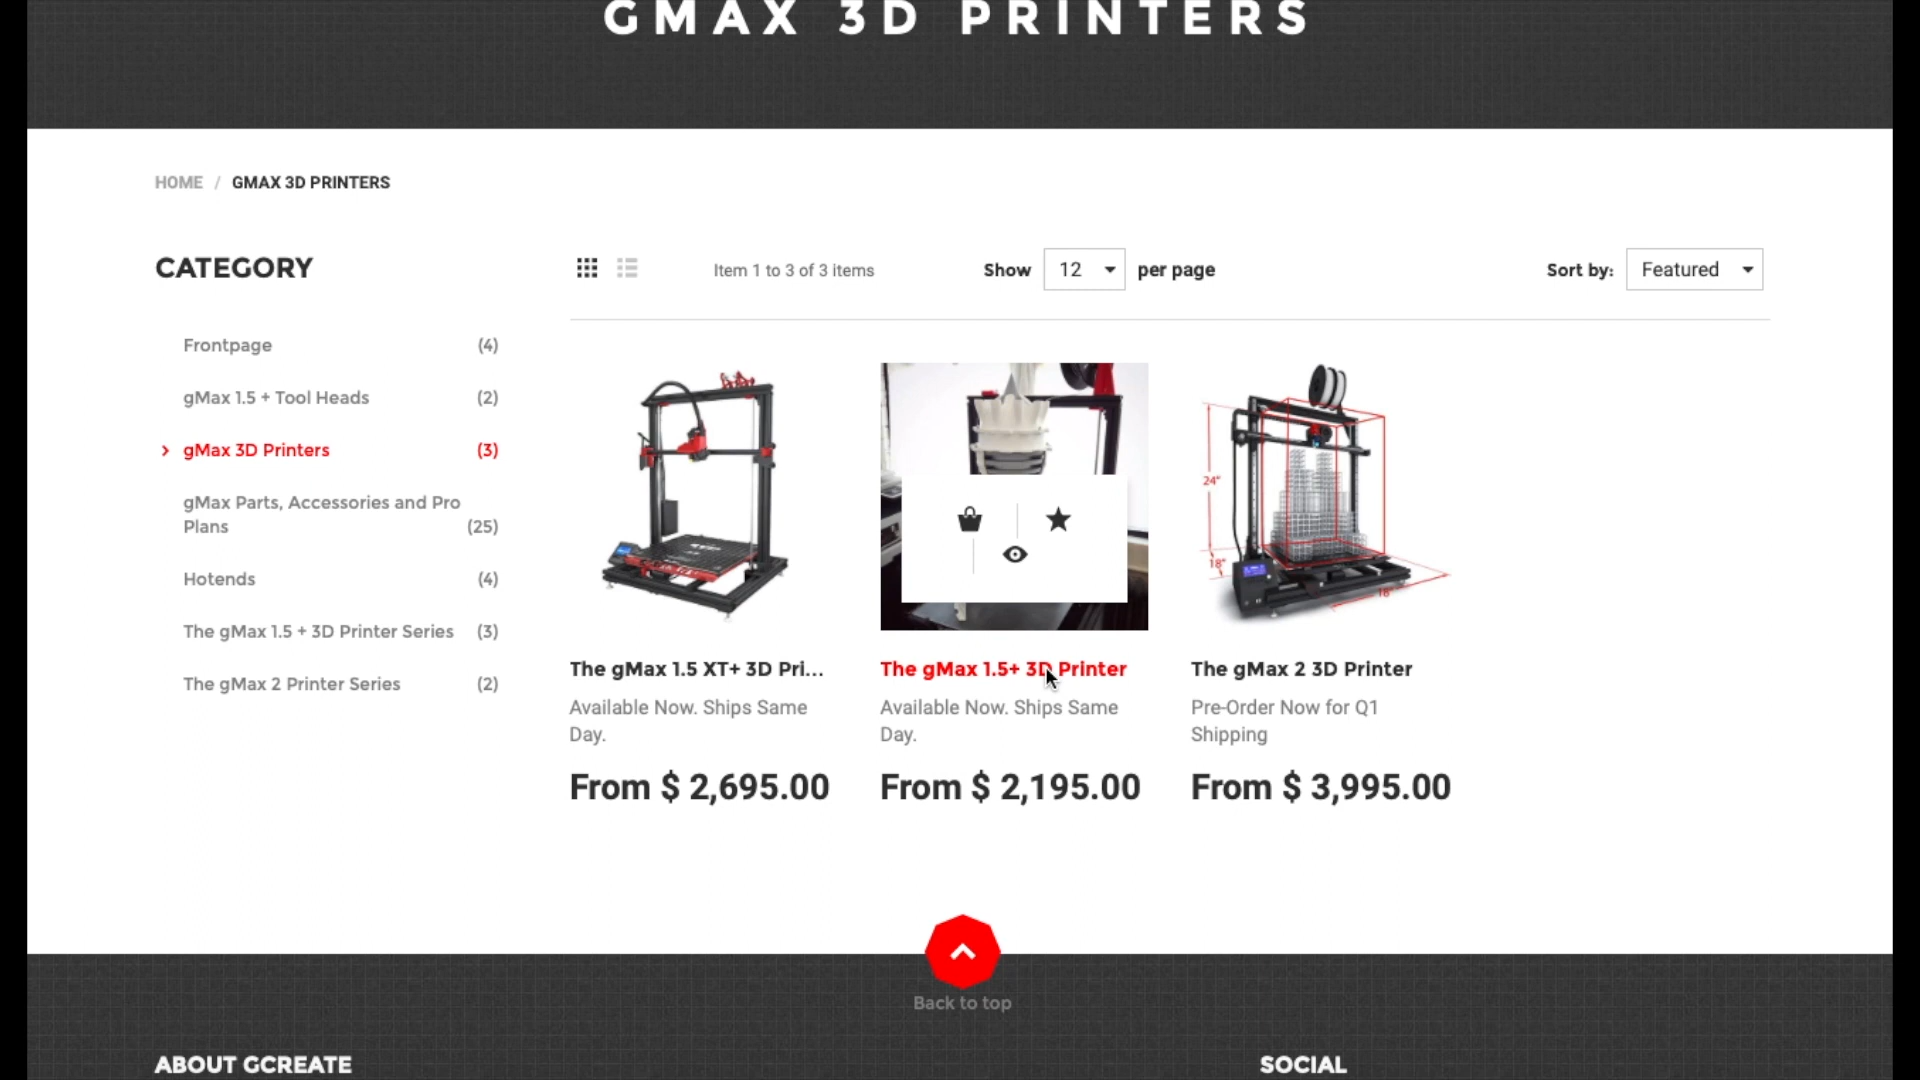 GMAX 3D PRINTERS
HOME / GMAX 3D PRINTERS
CATEGORY
Frontpage (4)
gMax 1.5 + Tool Heads (2)
gMax 3D Printers (3)
gMax Parts, Accessories and Pro
Plans (25)
Hotends (4)
The gMax 1.5 + 3D Printer Series (3)
The gMax 2 Printer Series (2)
Item 1 to 3 of 3 items
Show 12 per page
Sort by: Featured
24"
18"
18"
The gMax 1.5 XT+ 3D Pri...
Available Now. Ships Same
Day.
From $ 2,695.00
The gMax 1.5+ 3D Printer
Available Now. Ships Same
Day.
From $ 2,195.00
The gMax 2 3D Printer
Pre-Order Now for Q1
Shipping
From $ 3,995.00
Back to top
ABOUT GCREATE
SOCIAL